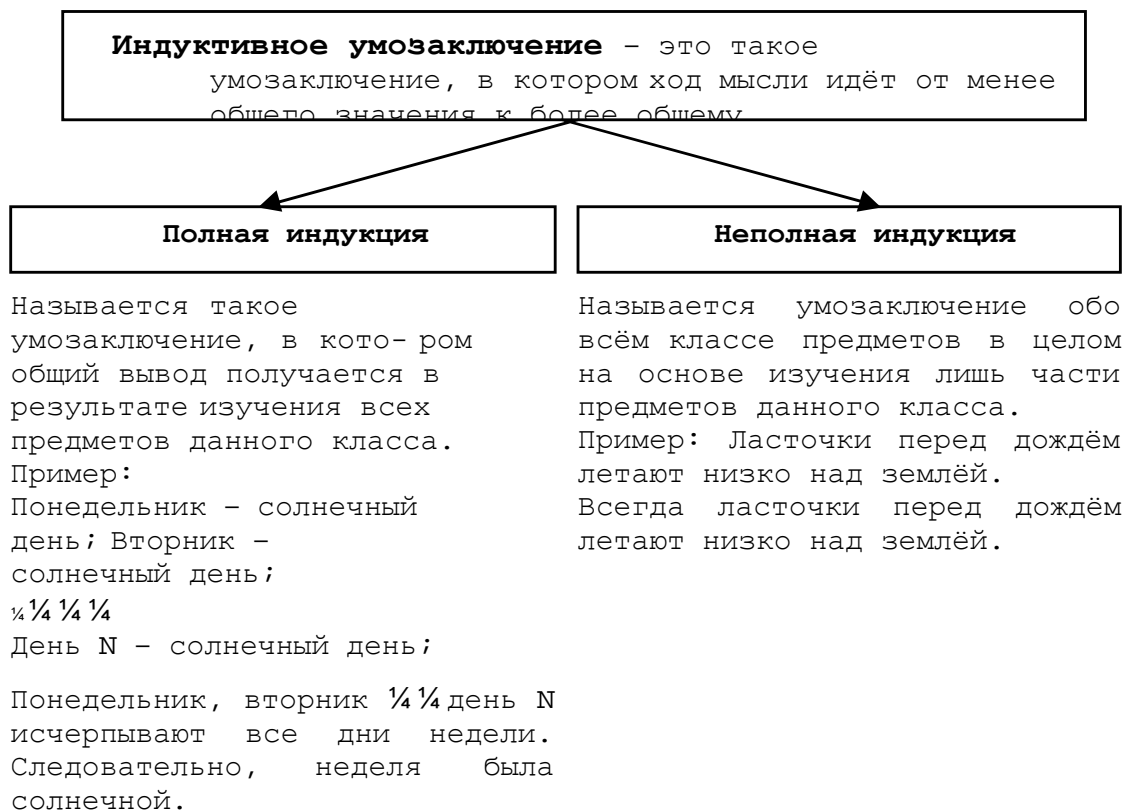 Индуктивное умозаключение – это такое
умозаключение, в котором ход мысли идёт от менее
общего значения к более общему
Полная индукция
Называется такое
умозаключение, в кото- ром
общий вывод получается в
результате изучения всех
предметов данного класса.
Пример:
Понедельник – солнечный
день; Вторник –
солнечный день;
¼ ¼ ¼ ¼
День N – солнечный день;
Понедельник, вторник ¼ ¼ день N
исчерпывают все дни недели.
Следовательно, неделя была
солнечной.
Неполная индукция
Называется умозаключение обо
всём классе предметов в целом
на основе изучения лишь части
предметов данного класса.
Пример: Ласточки перед дождём
летают низко над землёй.
Всегда ласточки перед дождём
летают низко над землёй.